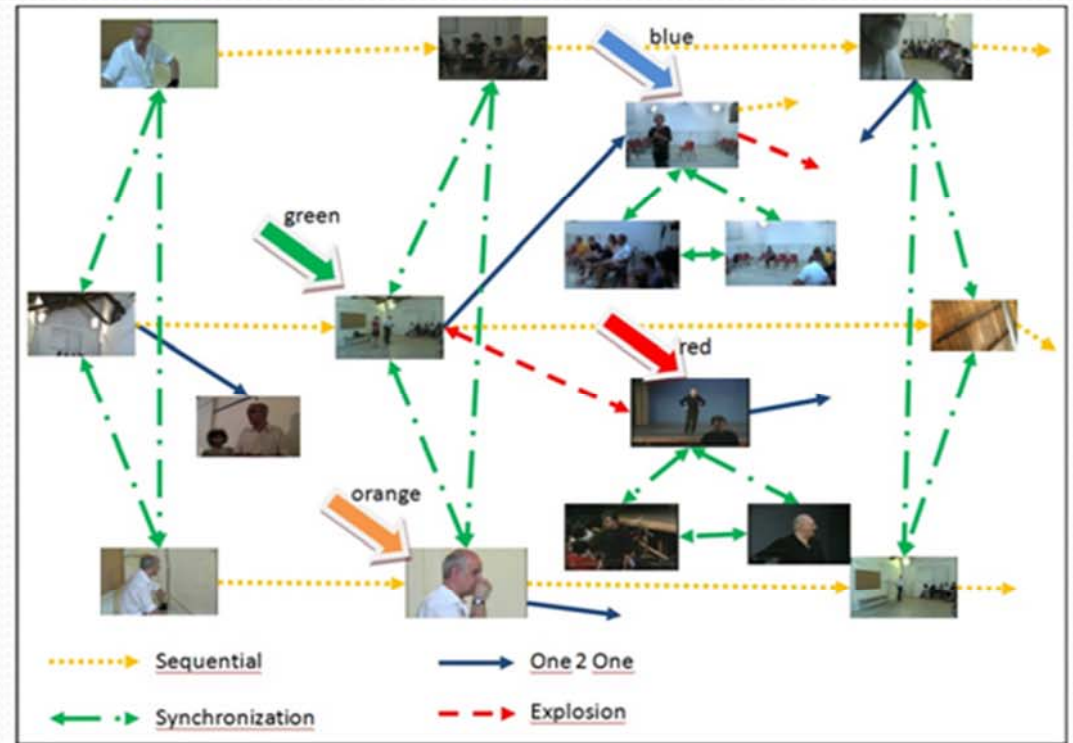 blue
green
red
orange
Sequential
One 2 One
Synchronization
Explosion